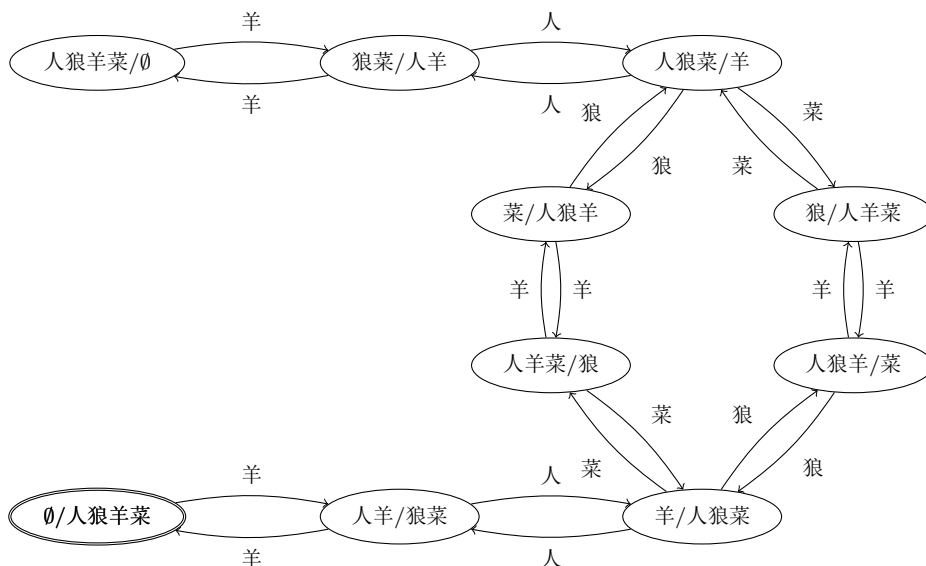 羊
人
人狼羊菜/∅
狼菜/人羊
人狼菜/羊
羊
人
狼
菜
狼
菜
菜/人狼羊
狼/人羊菜
羊
羊
羊
羊
人羊菜/狼
人狼羊/菜
菜
狼
菜
狼
羊
人
∅/人狼羊菜
人羊/狼菜
羊/人狼菜
羊
人